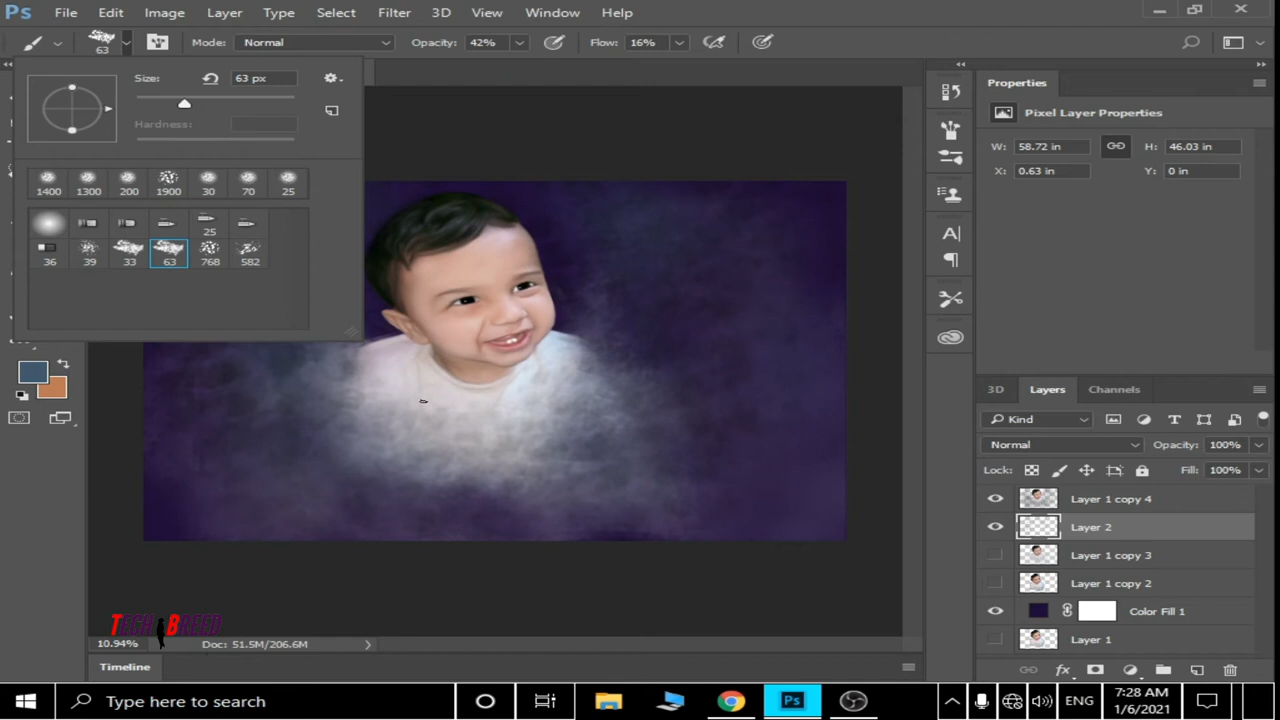 Ps File Edit Image Layer Type Select Filter 3D View Window Help
63 Mode: Normal Opacity: 42% Flow: 16%
Size: 63 px
Hardness:
1400 1300 200 1900 30 70 25
25
36 39 33 63 768 582
Properties
Pixel Layer Properties
W: 58.72 in H: 46.03 in
X: 0.63 in Y: 0 in
3D Layers Channels
Kind
Normal Opacity: 100%
Lock: Fill: 100%
Layer 1 copy 4
Layer 2
Layer 1 copy 3
Layer 1 copy 2
Color Fill 1
Layer 1
TECH BREED
10.94% Doc: 51.5M/206.6M
Timeline
Type here to search
Ps
ENG
7:28 AM
1/6/2021